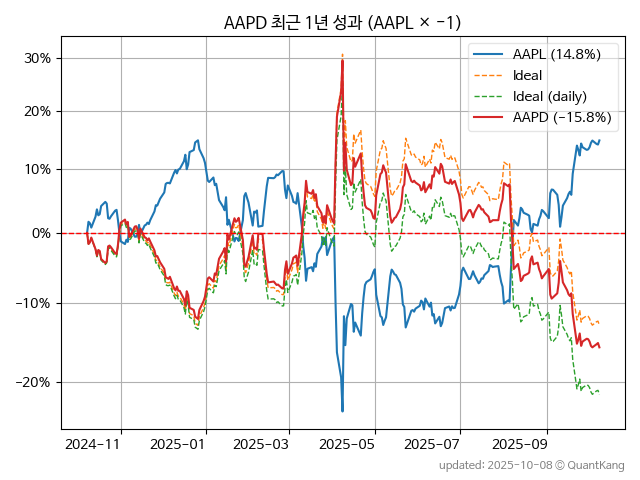 AAPD 최근 1년 성과 (AAPL × −1)
30%
20%
10%
0%
−10%
−20%
AAPL (14.8%)
Ideal
Ideal (daily)
AAPD (−15.8%)
2024-11
2025-01
2025-03
2025-05
2025-07
2025-09
updated: 2025-10-08 © QuantKang